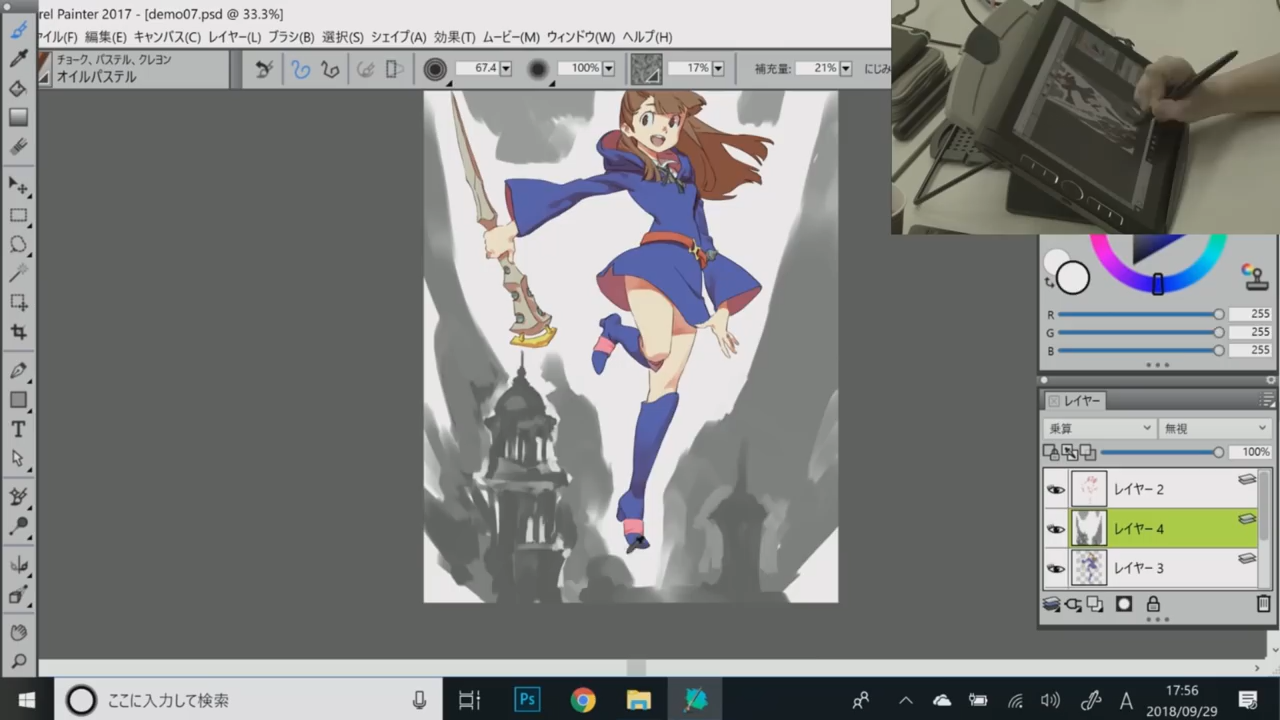 rel Painter 2017 - [demo07.psd @ 33.3%]
ァイル(F) 編集(E) キャンバス(C) レイヤー(L) ブラシ(B) 選択(S) シェイプ(A) 効果(T) ムービー(M) ウィンドウ(W) ヘルプ(H)
チョーク、パステル、クレヨン
オイルパステル
67.4
100%
17%
補充量: 21%
にじみ
R 255
G 255
B 255
レイヤー
乗算
無視
100%
レイヤー 2
レイヤー 4
レイヤー 3
T
ここに入力して検索
Ps
A
17:56
2018/09/29